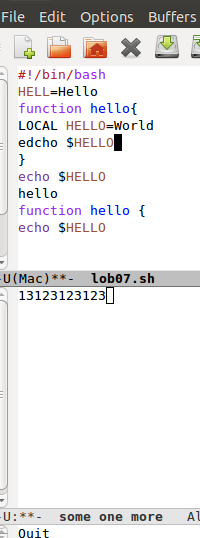 File Edit Options Buffers
#!/bin/bash
HELL=Hello
function hello{
LOCAL HELLO=World
edcho $HELLO
}
echo $HELLO
hello
function hello {
echo $HELLO
-U(Mac)**- lob07.sh
13123123123
-U:**- some one more Al
Quit